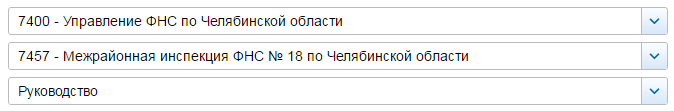 7400 - Управление ФНС по Челябинской области
7457 - Межрайонная инспекция ФНС № 18 по Челябинской области
Руководство